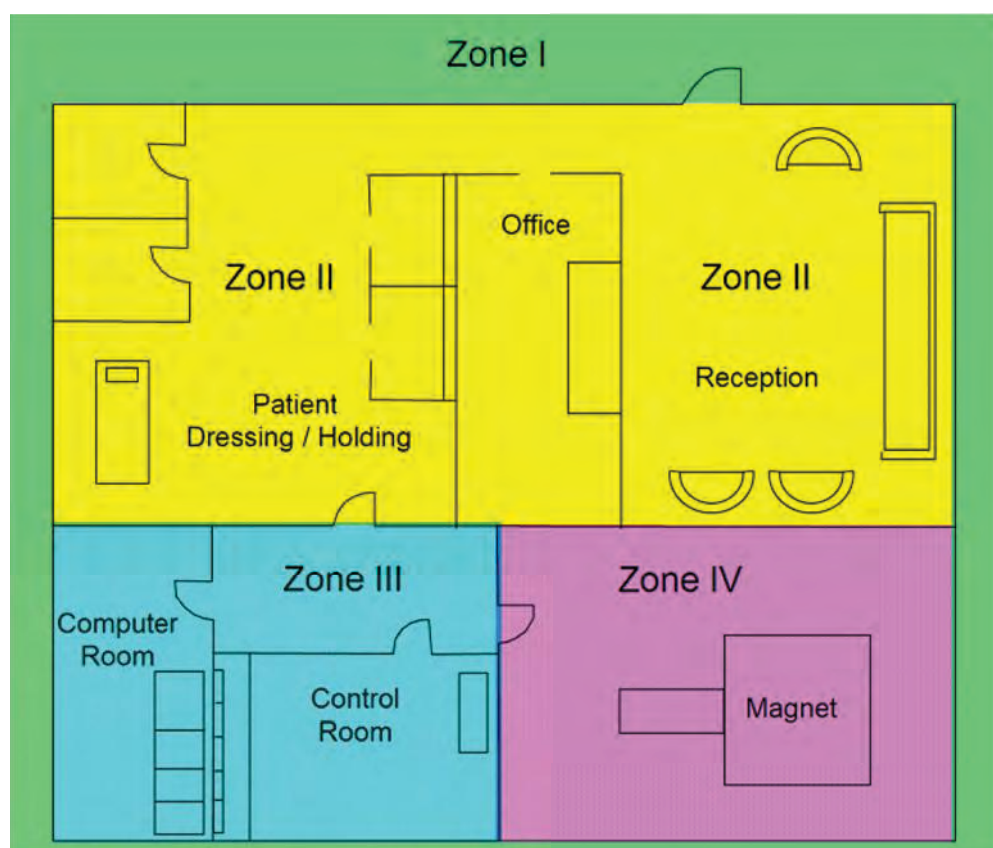 Zone I
Office
Zone II
Zone II
Reception
Patient
Dressing / Holding
Zone III
Zone IV
Computer
Room
Control
Room
Magnet